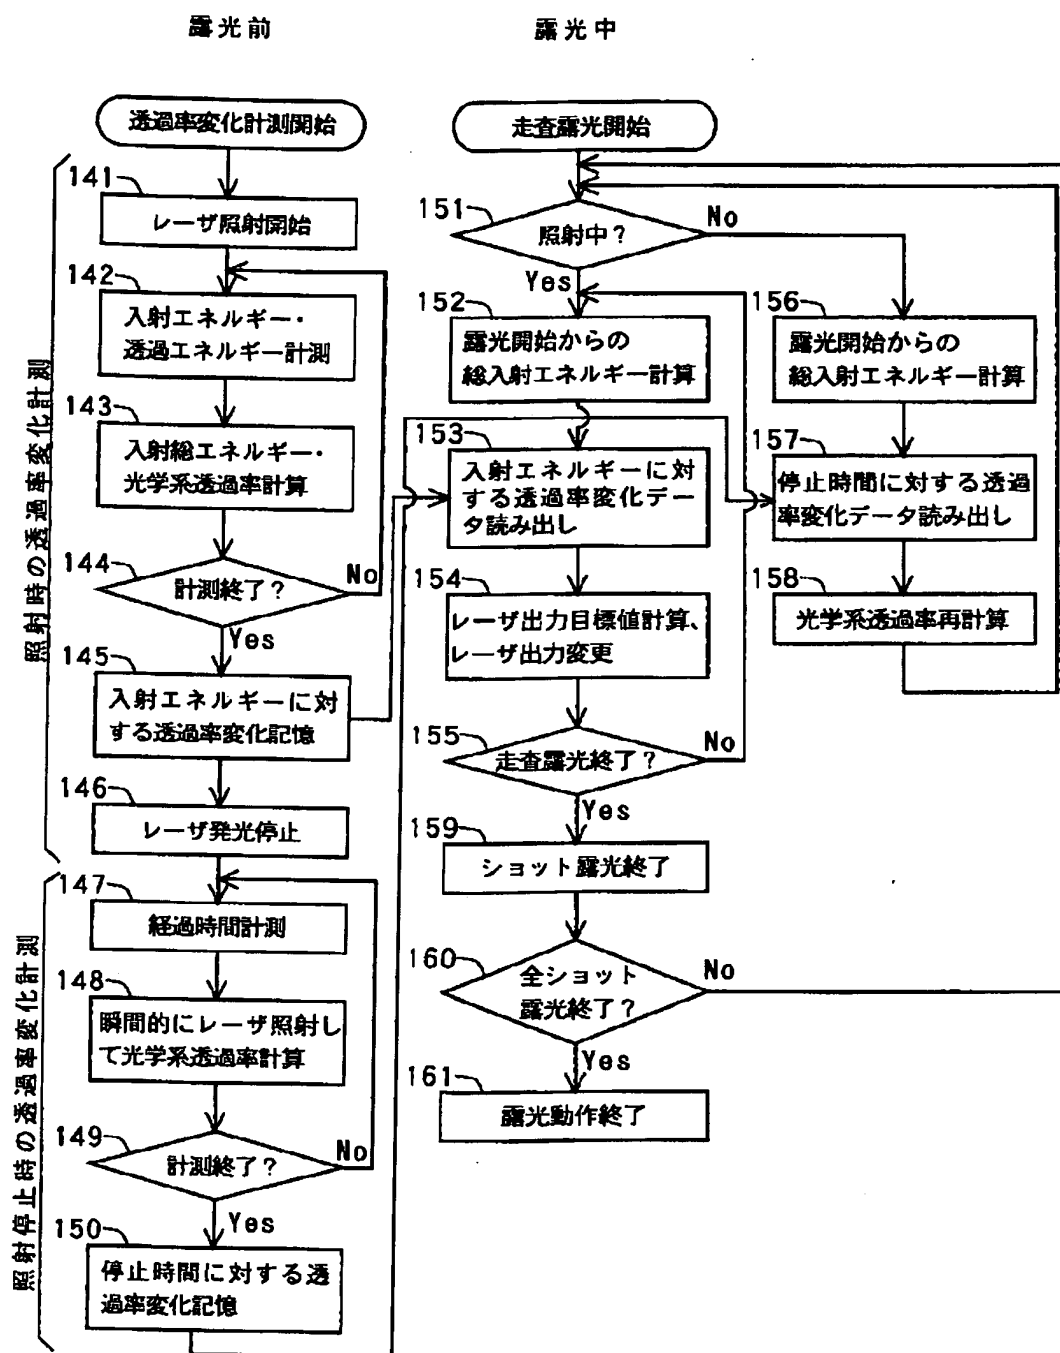 露光前
露光中
透過率変化計測開始
照射時の透過率変化計測
141
レーザ照射開始
142
入射エネルギー・
透過エネルギー計測
143
入射総エネルギー・
光学系透過率計算
144
計測終了?
No
Yes
145
入射エネルギーに対
する透過率変化記憶
146
レーザ発光停止
照射停止時の透過率変化計測
147
経過時間計測
148
瞬間的にレーザ照射し
て光学系透過率計算
149
計測終了?
No
Yes
150
停止時間に対する透
過率変化記憶
走査露光開始
151
照射中?
No
Yes
152
露光開始からの
総入射エネルギー計算
153
入射エネルギーに対
する透過率変化デー
タ読み出し
154
レーザ出力目標値計算、
レーザ出力変更
155
走査露光終了?
No
Yes
159
ショット露光終了
160
全ショット
露光終了?
No
Yes
161
露光動作終了
156
露光開始からの
総入射エネルギー計算
157
停止時間に対する透過
率変化データ読み出し
158
光学系透過率再計算